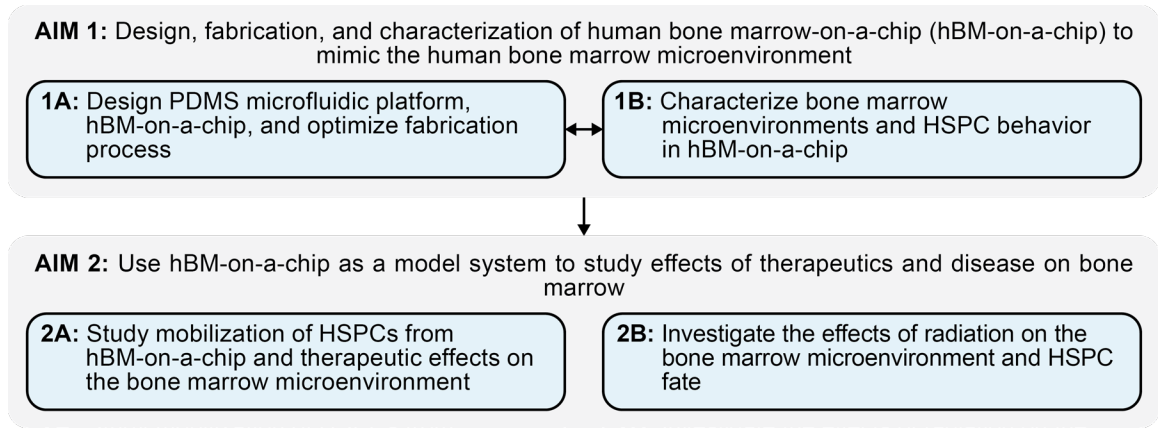 AIM 1: Design, fabrication, and characterization of human bone marrow-on-a-chip (hBM-on-a-chip) to
mimic the human bone marrow microenvironment
1A: Design PDMS microfluidic platform,
hBM-on-a-chip, and optimize fabrication
process
1B: Characterize bone marrow
microenvironments and HSPC behavior
in hBM-on-a-chip
AIM 2: Use hBM-on-a-chip as a model system to study effects of therapeutics and disease on bone
marrow
2A: Study mobilization of HSPCs from
hBM-on-a-chip and therapeutic effects on
the bone marrow microenvironment
2B: Investigate the effects of radiation on the
bone marrow microenvironment and HSPC
fate